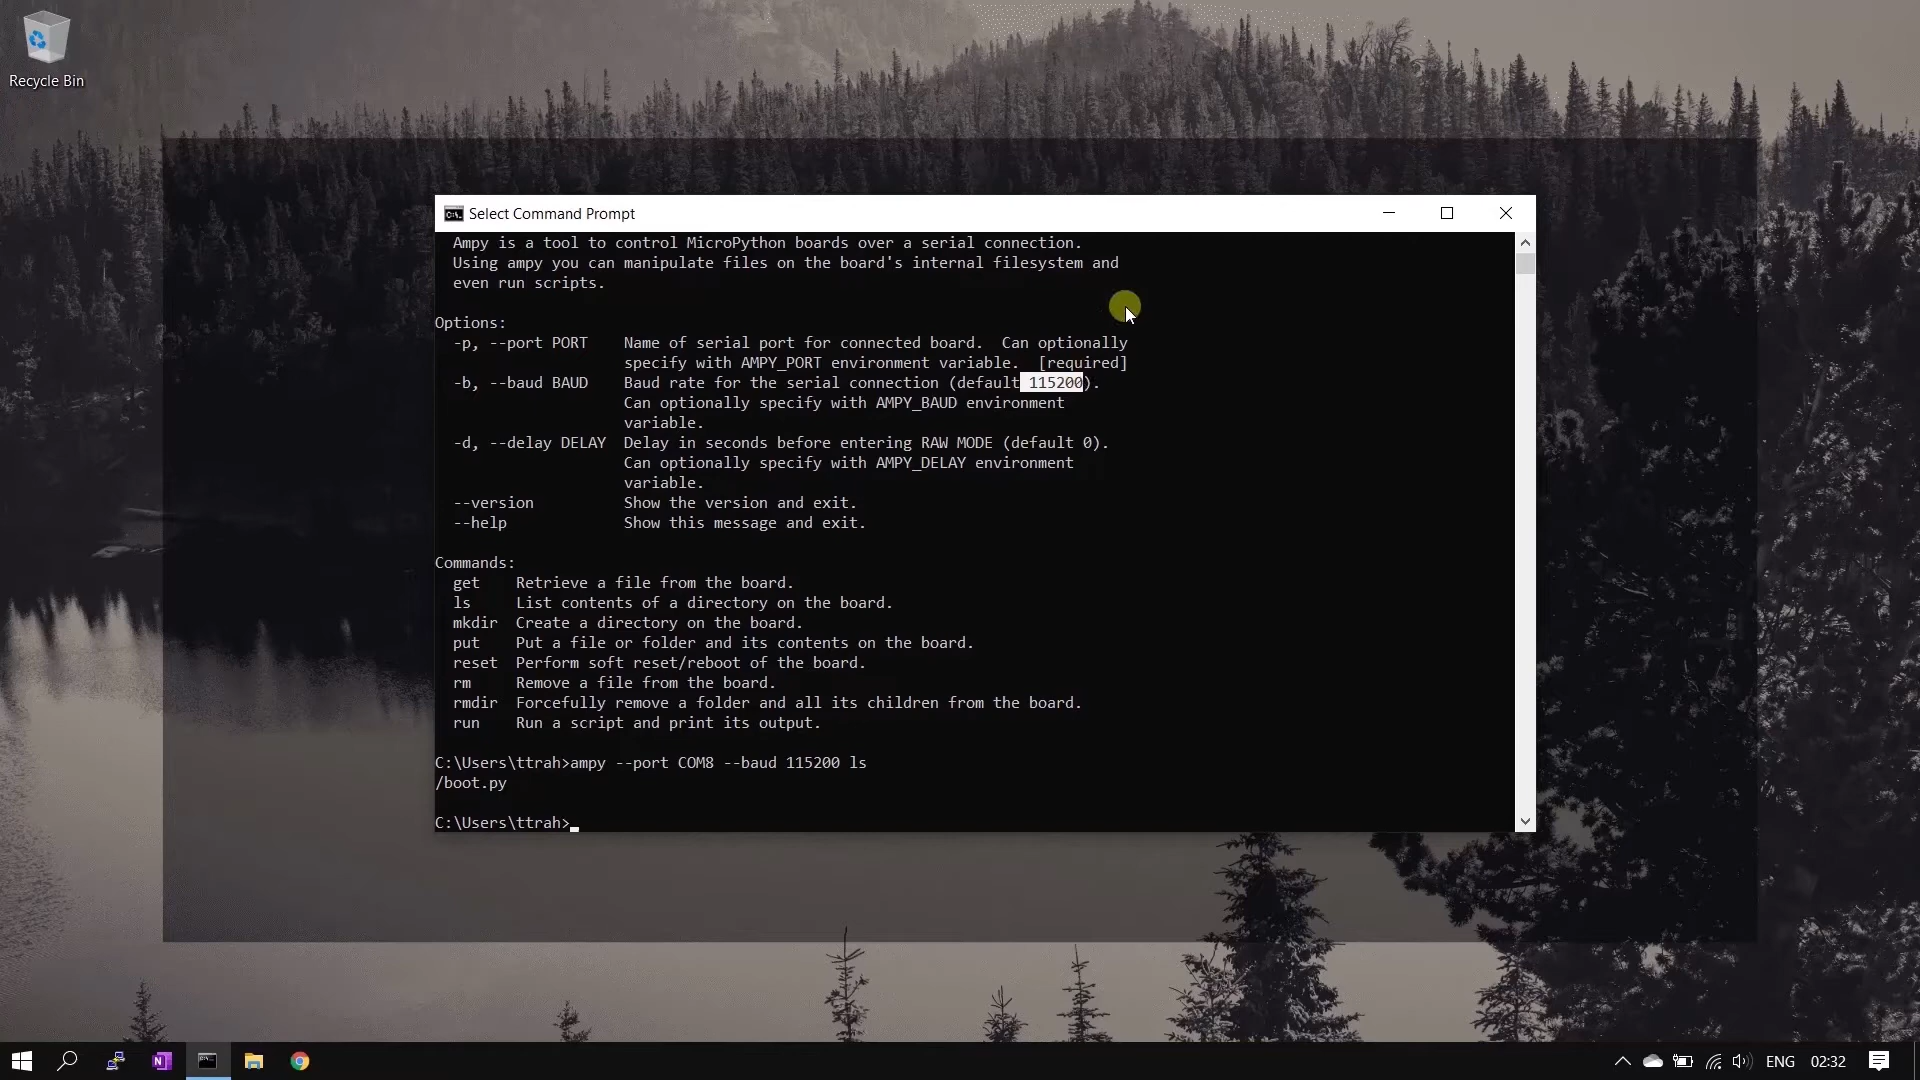 Recycle Bin
Select Command Prompt
Ampy is a tool to control MicroPython boards over a serial connection.
Using ampy you can manipulate files on the board's internal filesystem and
even run scripts.
Options:
-p, --port PORT    Name of serial port for connected board.  Can optionally
specify with AMPY_PORT environment variable.  [required]
-b, --baud BAUD    Baud rate for the serial connection (default 115200).
Can optionally specify with AMPY_BAUD environment
variable.
-d, --delay DELAY  Delay in seconds before entering RAW MODE (default 0).
Can optionally specify with AMPY_DELAY environment
variable.
--version          Show the version and exit.
--help             Show this message and exit.
Commands:
get    Retrieve a file from the board.
ls     List contents of a directory on the board.
mkdir  Create a directory on the board.
put    Put a file or folder and its contents on the board.
reset  Perform soft reset/reboot of the board.
rm     Remove a file from the board.
rmdir  Forcefully remove a folder and all its children from the board.
run    Run a script and print its output.
C:\Users\ttrah>ampy --port COM8 --baud 115200 ls
/boot.py
C:\Users\ttrah>
ENG 02:32